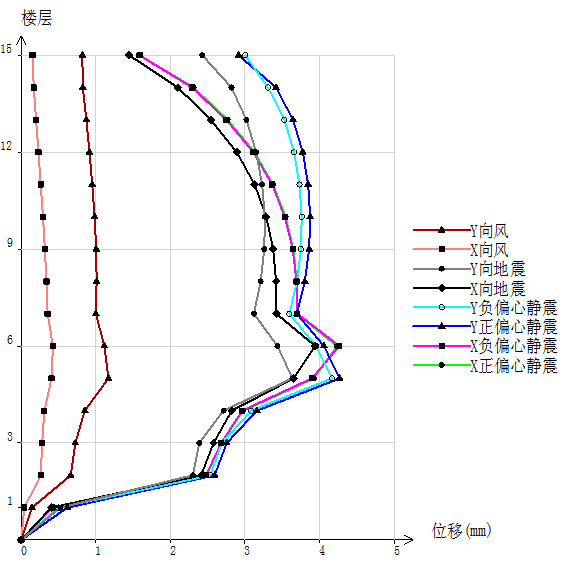 楼层
15
12
9
6
3
1
0
1
2
3
4
5
位移(mm)
Y向风
X向风
Y向地震
X向地震
Y负偏心静震
Y正偏心静震
X负偏心静震
X正偏心静震